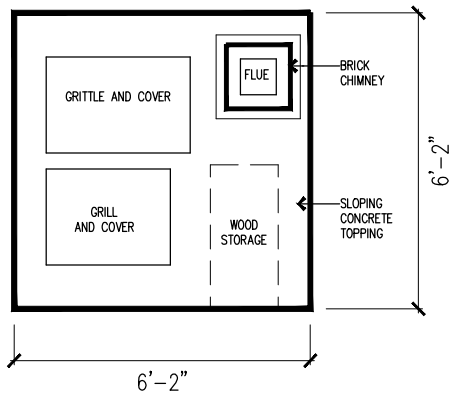 FLUE
BRICK
CHIMNEY
GRITTLE AND COVER
6'-2"
GRILL
AND COVER
WOOD
STORAGE
SLOPING
CONCRETE
TOPPING
6'-2"